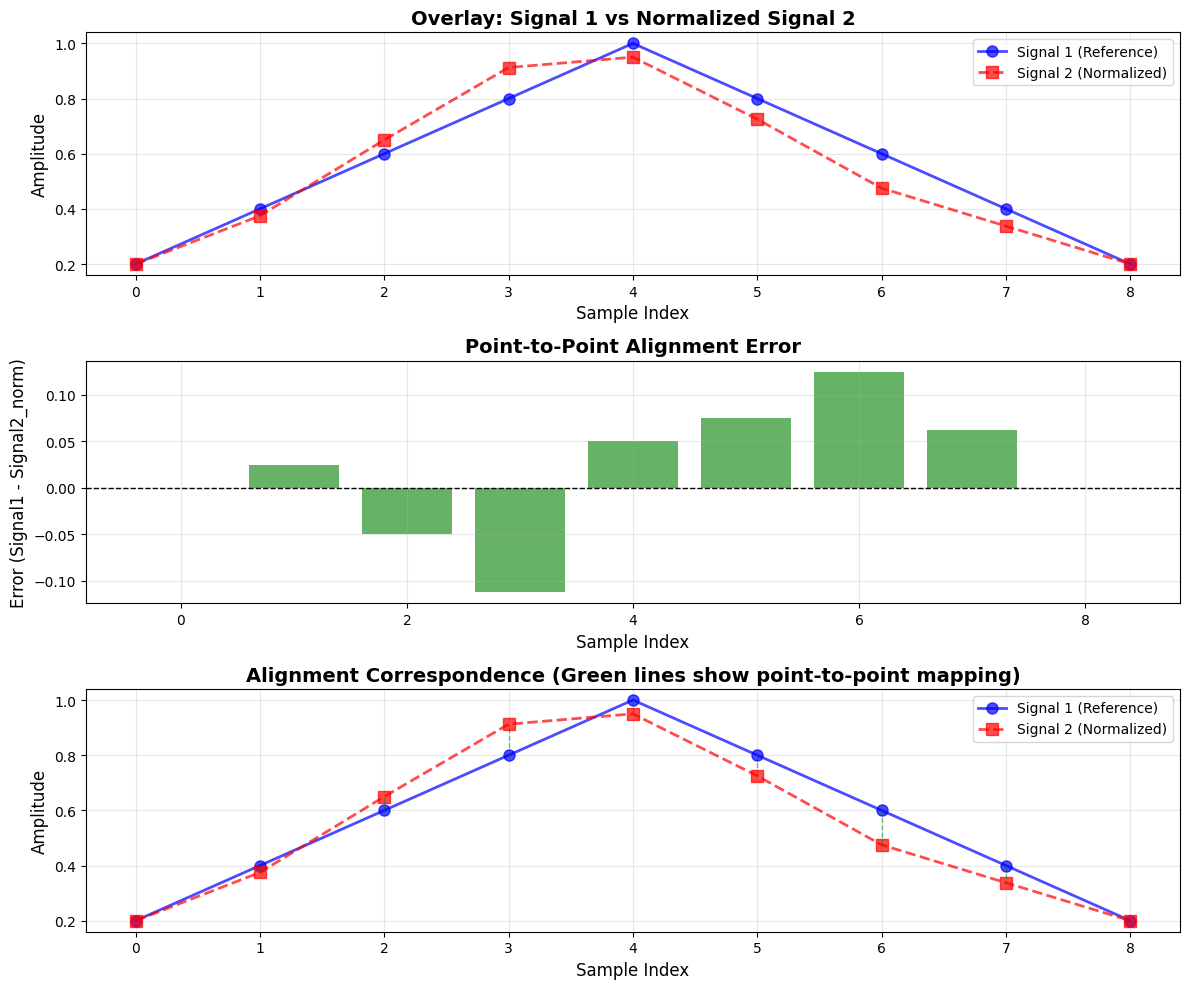 Overlay: Signal 1 vs Normalized Signal 2
Amplitude
1.0
0.8
0.6
0.4
0.2
Signal 1 (Reference)
Signal 2 (Normalized)
0 1 2 3 4 5 6 7 8
Sample Index
Point-to-Point Alignment Error
Error (Signal1 - Signal2_norm)
0.10
0.05
0.00
−0.05
−0.10
0 2 4 6 8
Sample Index
Alignment Correspondence (Green lines show point-to-point mapping)
Amplitude
1.0
0.8
0.6
0.4
0.2
Signal 1 (Reference)
Signal 2 (Normalized)
0 1 2 3 4 5 6 7 8
Sample Index